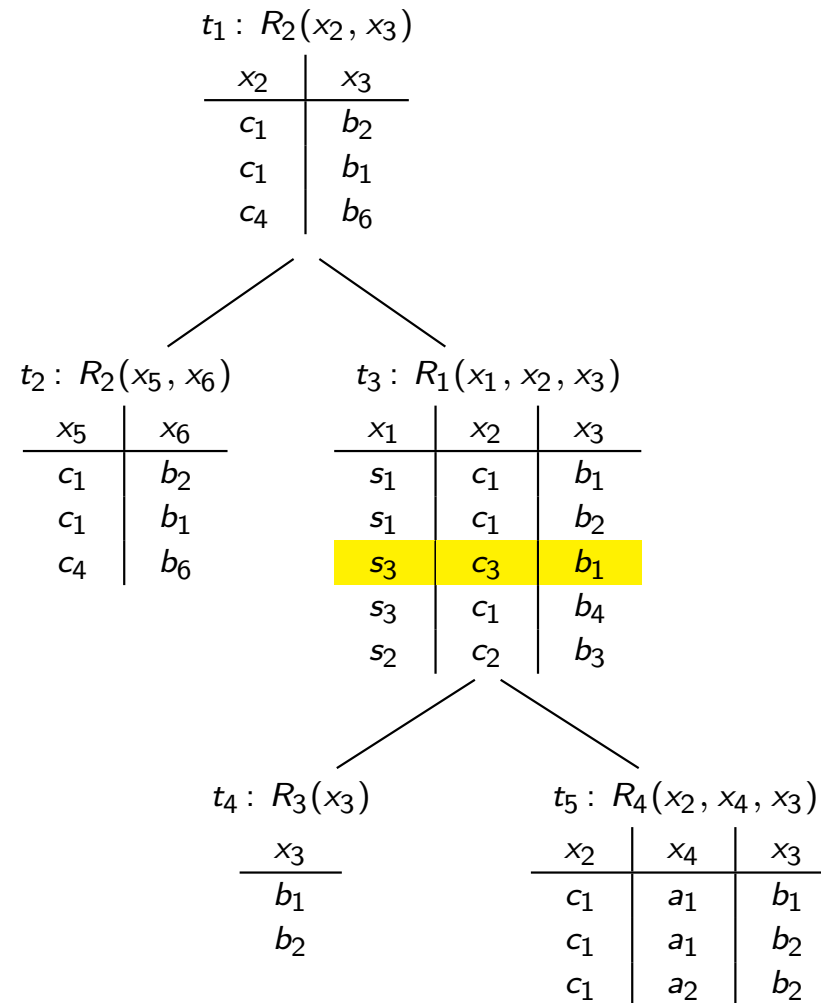 t₁ : R₂(x₂, x₃)
x₂ x₃
c₁ b₂
c₁ b₁
c₄ b₆
t₂ : R₂(x₅, x₆) t₃ : R₁(x₁, x₂, x₃)
x₅ x₆ x₁ x₂ x₃
c₁ b₂ s₁ c₁ b₁
c₁ b₁ s₁ c₁ b₂
c₄ b₆ s₃ c₃ b₁
s₃ c₁ b₄
s₂ c₂ b₃
t₄ : R₃(x₃) t₅ : R₄(x₂, x₄, x₃)
x₃ x₂ x₄ x₃
b₁ c₁ a₁ b₁
b₂ c₁ a₁ b₂
c₁ a₂ b₂